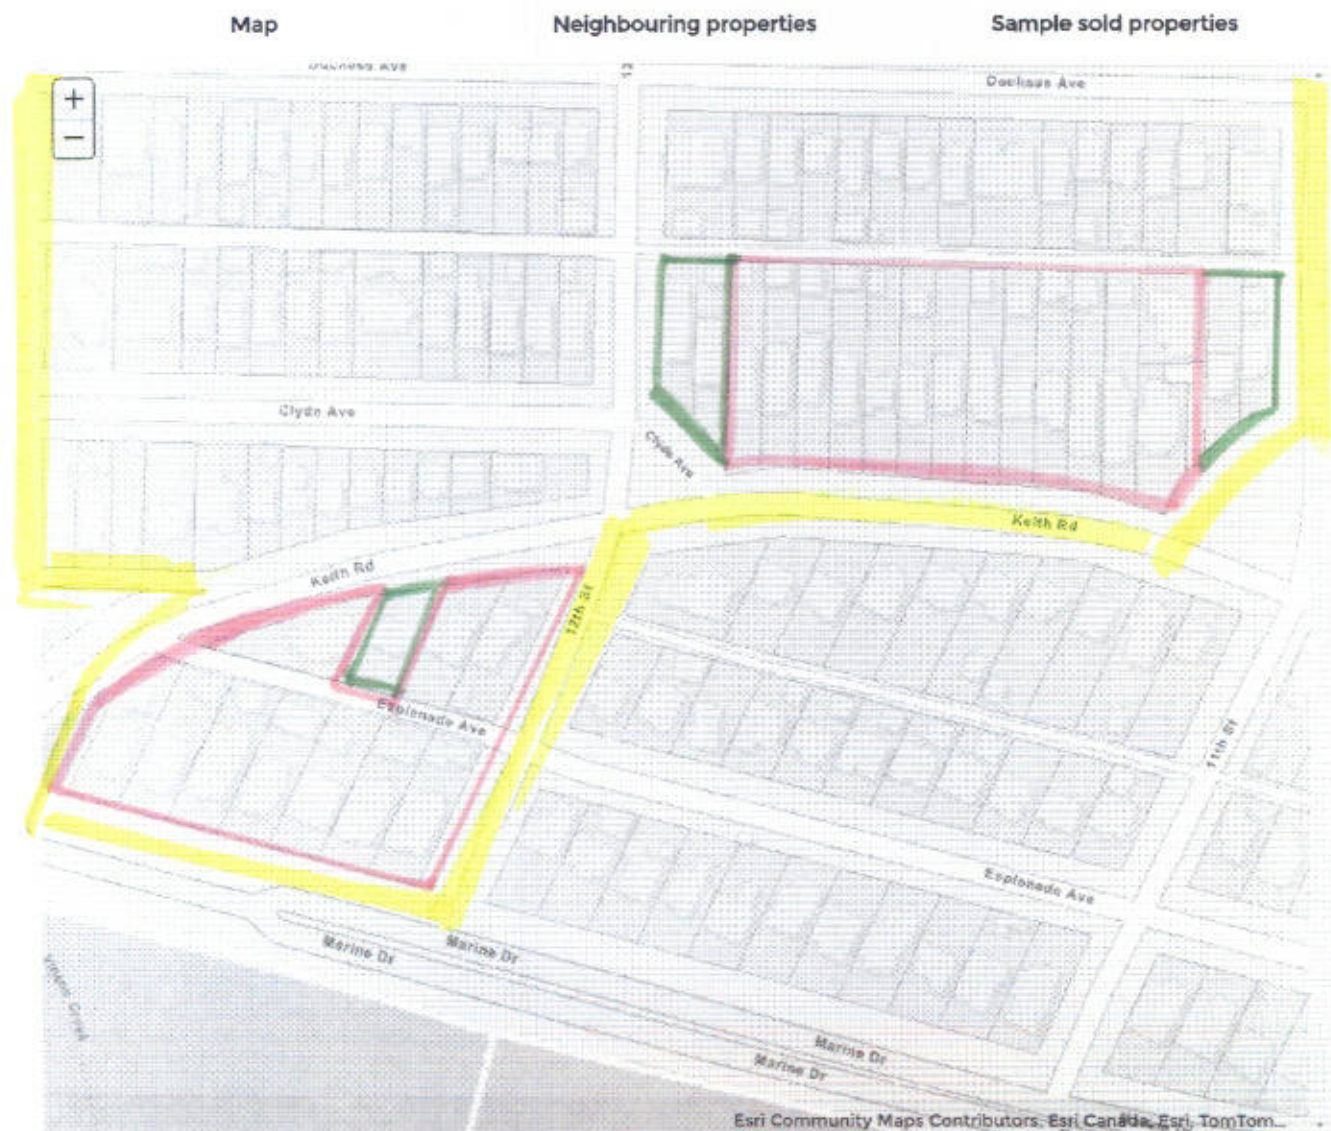 Map
Neighbouring properties
Sample sold properties
Duchess Ave
12
Duchess Ave
+
−
Clyde Ave
Clyde Ave
Keith Rd
Keith Rd
12th St
Esplanade Ave
11th St
Esplanade Ave
Marine Dr
Marine Dr
Creek
Marine Dr
Marine Dr
Esri Community Maps Contributors, Esri Canada, Esri, TomTom...